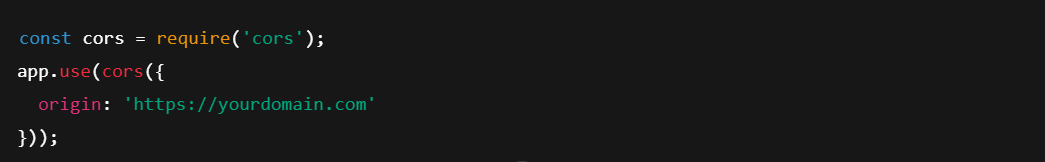 const cors = require('cors');
app.use(cors({
  origin: 'https://yourdomain.com'
}));